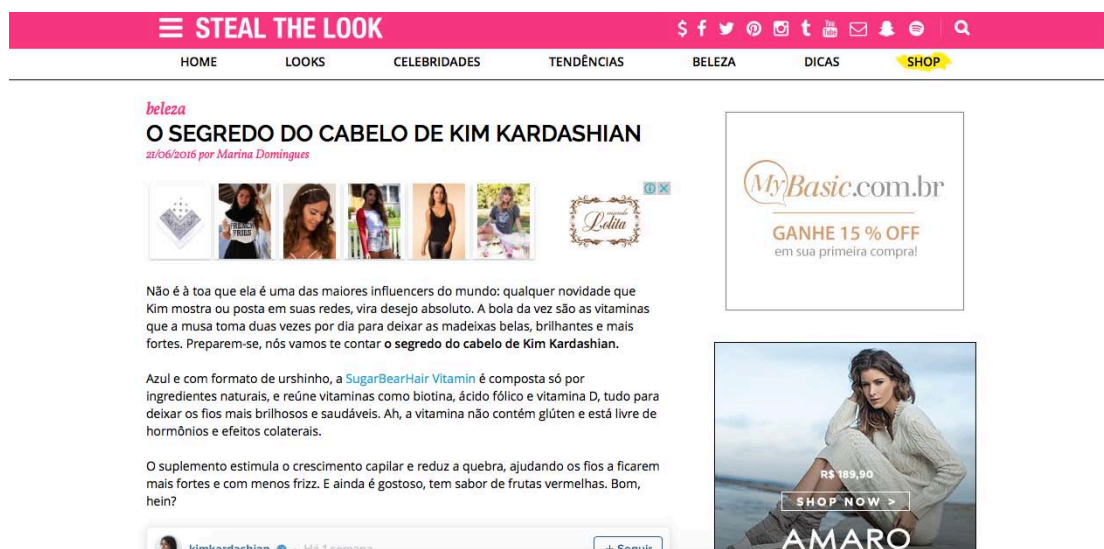 STEAL THE LOOK
HOME LOOKS CELEBRIDADES TENDÊNCIAS BELEZA DICAS SHOP
beleza
O SEGREDO DO CABELO DE KIM KARDASHIAN
21/06/2016 por Marina Domingues
FRENCH
FRIES
Lolita
Não é à toa que ela é uma das maiores influencers do mundo: qualquer novidade que
Kim mostra ou posta em suas redes, vira desejo absoluto. A bola da vez são as vitaminas
que a musa toma duas vezes por dia para deixar as madeixas belas, brilhantes e mais
fortes. Preparem-se, nós vamos te contar o segredo do cabelo de Kim Kardashian.
Azul e com formato de urshinho, a SugarBearHair Vitamin é composta só por
ingredientes naturais, e reúne vitaminas como biotina, ácido fólico e vitamina D, tudo para
deixar os fios mais brilhosos e saudáveis. Ah, a vitamina não contém glúten e está livre de
hormônios e efeitos colaterais.
O suplemento estimula o crescimento capilar e reduz a quebra, ajudando os fios a ficarem
mais fortes e com menos frizz. E ainda é gostoso, tem sabor de frutas vermelhas. Bom,
hein?
kimkardashian Há 1 semana + Seguir
MyBasic.com.br
GANHE 15 % OFF
em sua primeira compra!
R$ 189,90
SHOP NOW >
AMARO